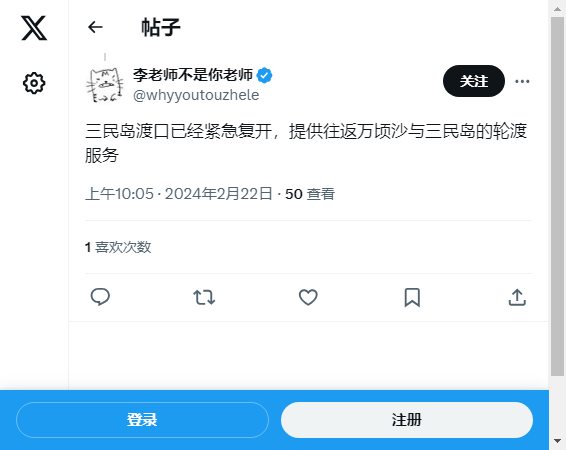 帖子
李老师不是你老师
@whyyoutouzhele
关注
三民岛渡口已经紧急复开，提供往返万顷沙与三民岛的轮渡
服务
上午10:05 · 2024年2月22日 · 50 查看
1 喜欢次数
登录
注册